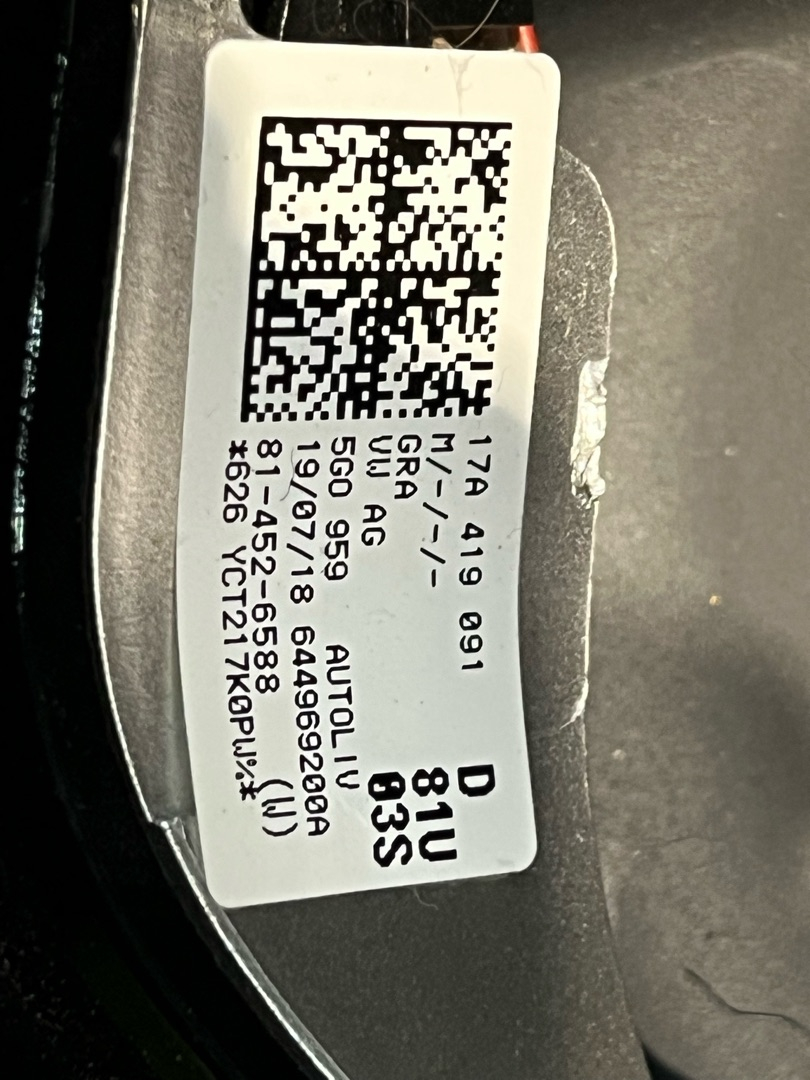 17A 419 091 D
M/-/-/- 81U
GRA 03S
VW AG
5G0 959 AUTOLIV
19/07/18 644969200A
81-452-6588 (W)
*626 YCT217K0PW%*